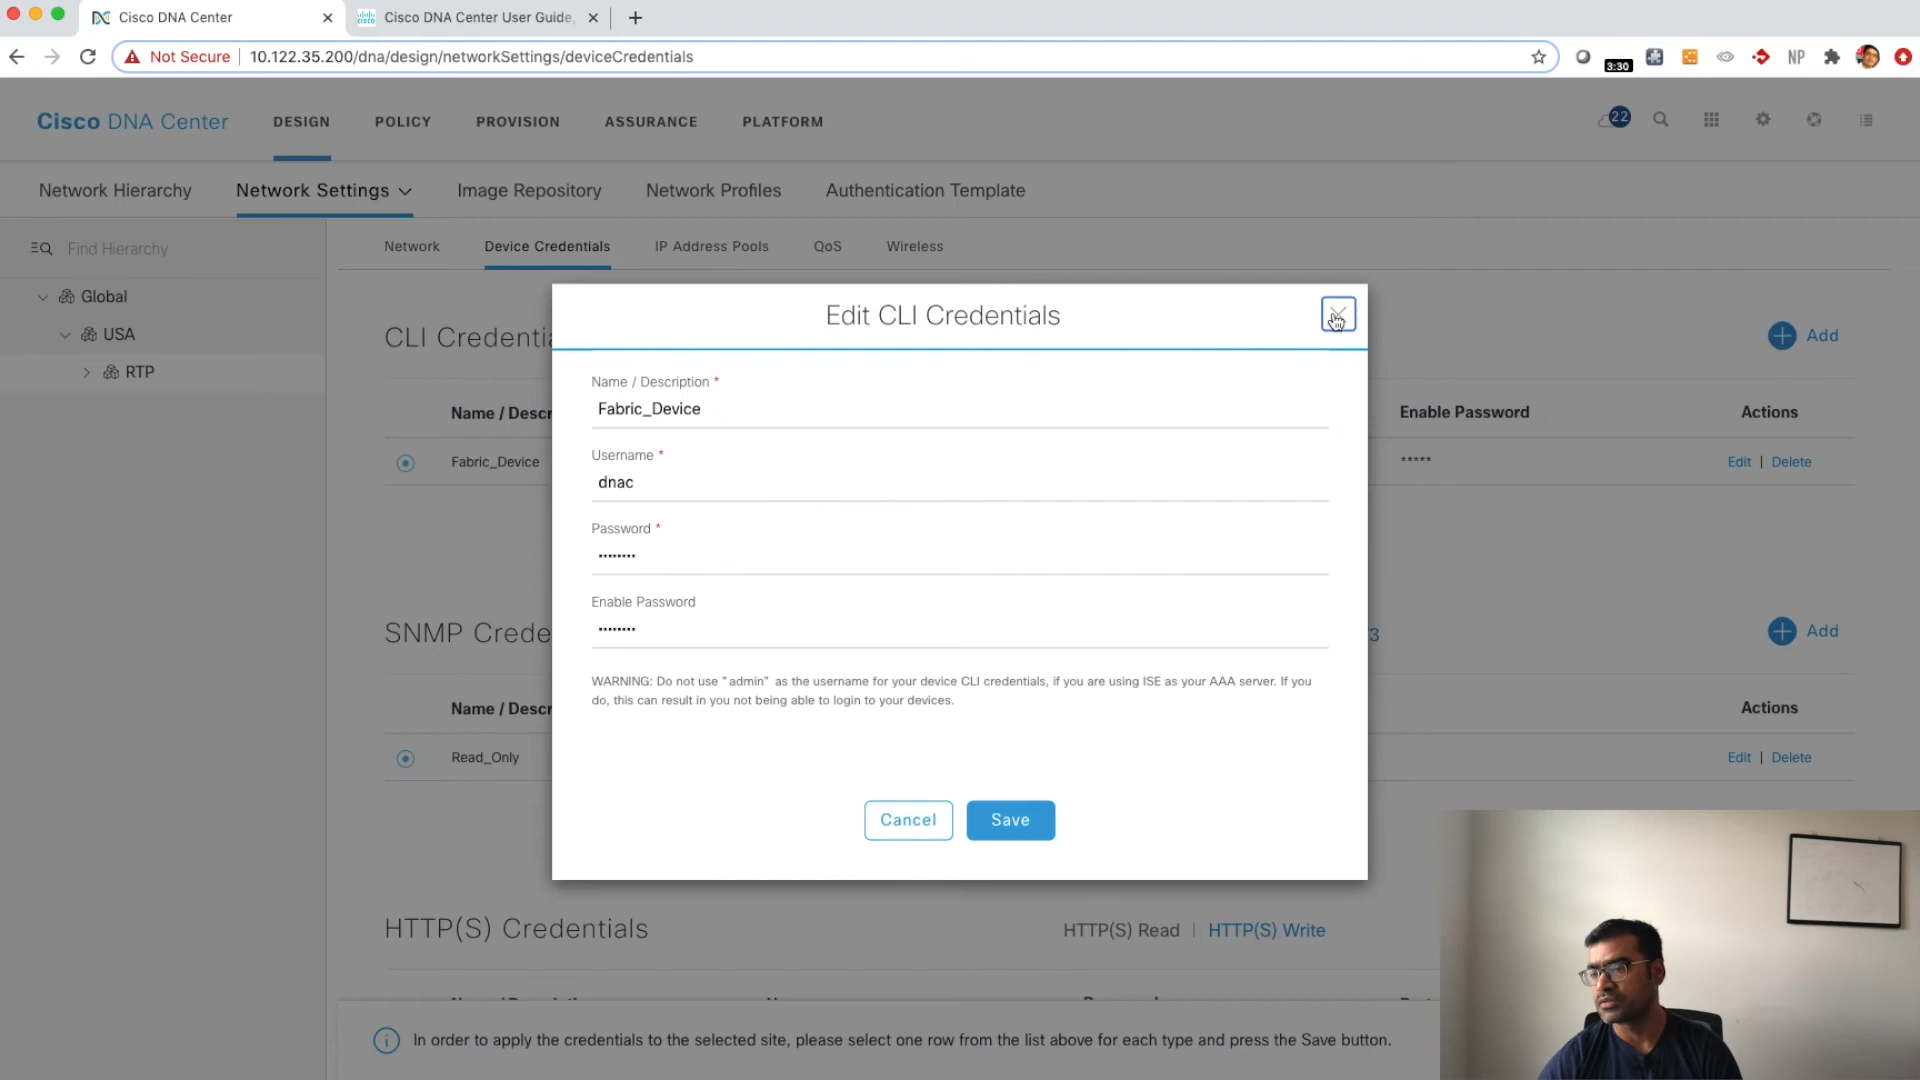 Cisco DNA Center
Cisco DNA Center User Guide,
Not Secure
10.122.35.200/dna/design/networkSettings/deviceCredentials
3:30
NP
Cisco DNA Center
DESIGN
POLICY
PROVISION
ASSURANCE
PLATFORM
22
Network Hierarchy
Network Settings
Image Repository
Network Profiles
Authentication Template
Find Hierarchy
Network
Device Credentials
IP Address Pools
QoS
Wireless
Global
USA
RTP
Edit CLI Credentials
CLI Credentia
Add
Name / Description *
Fabric_Device
Name / Descr
Enable Password
Actions
Username *
Fabric_Device
*****
Edit | Delete
dnac
Password *
••••••••
Enable Password
••••••••
SNMP Crede
3
Add
WARNING: Do not use "admin" as the username for your device CLI credentials, if you are using ISE as your AAA server. If you
do, this can result in you not being able to login to your devices.
Name / Descr
Actions
Read_Only
Edit | Delete
Cancel
Save
HTTP(S) Credentials
HTTP(S) Read | HTTP(S) Write
In order to apply the credentials to the selected site, please select one row from the list above for each type and press the Save button.